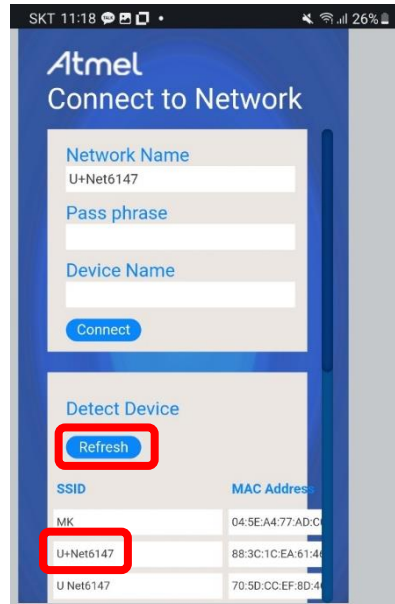 SKT 11:18 26%
Atmel
Connect to Network
Network Name
U+Net6147
Pass phrase
Device Name
Connect
Detect Device
Refresh
SSID MAC Address
MK 04:5E:A4:77:AD:C
U+Net6147 88:3C:1C:EA:61:4
U Net6147 70:5D:CC:EF:8D:4